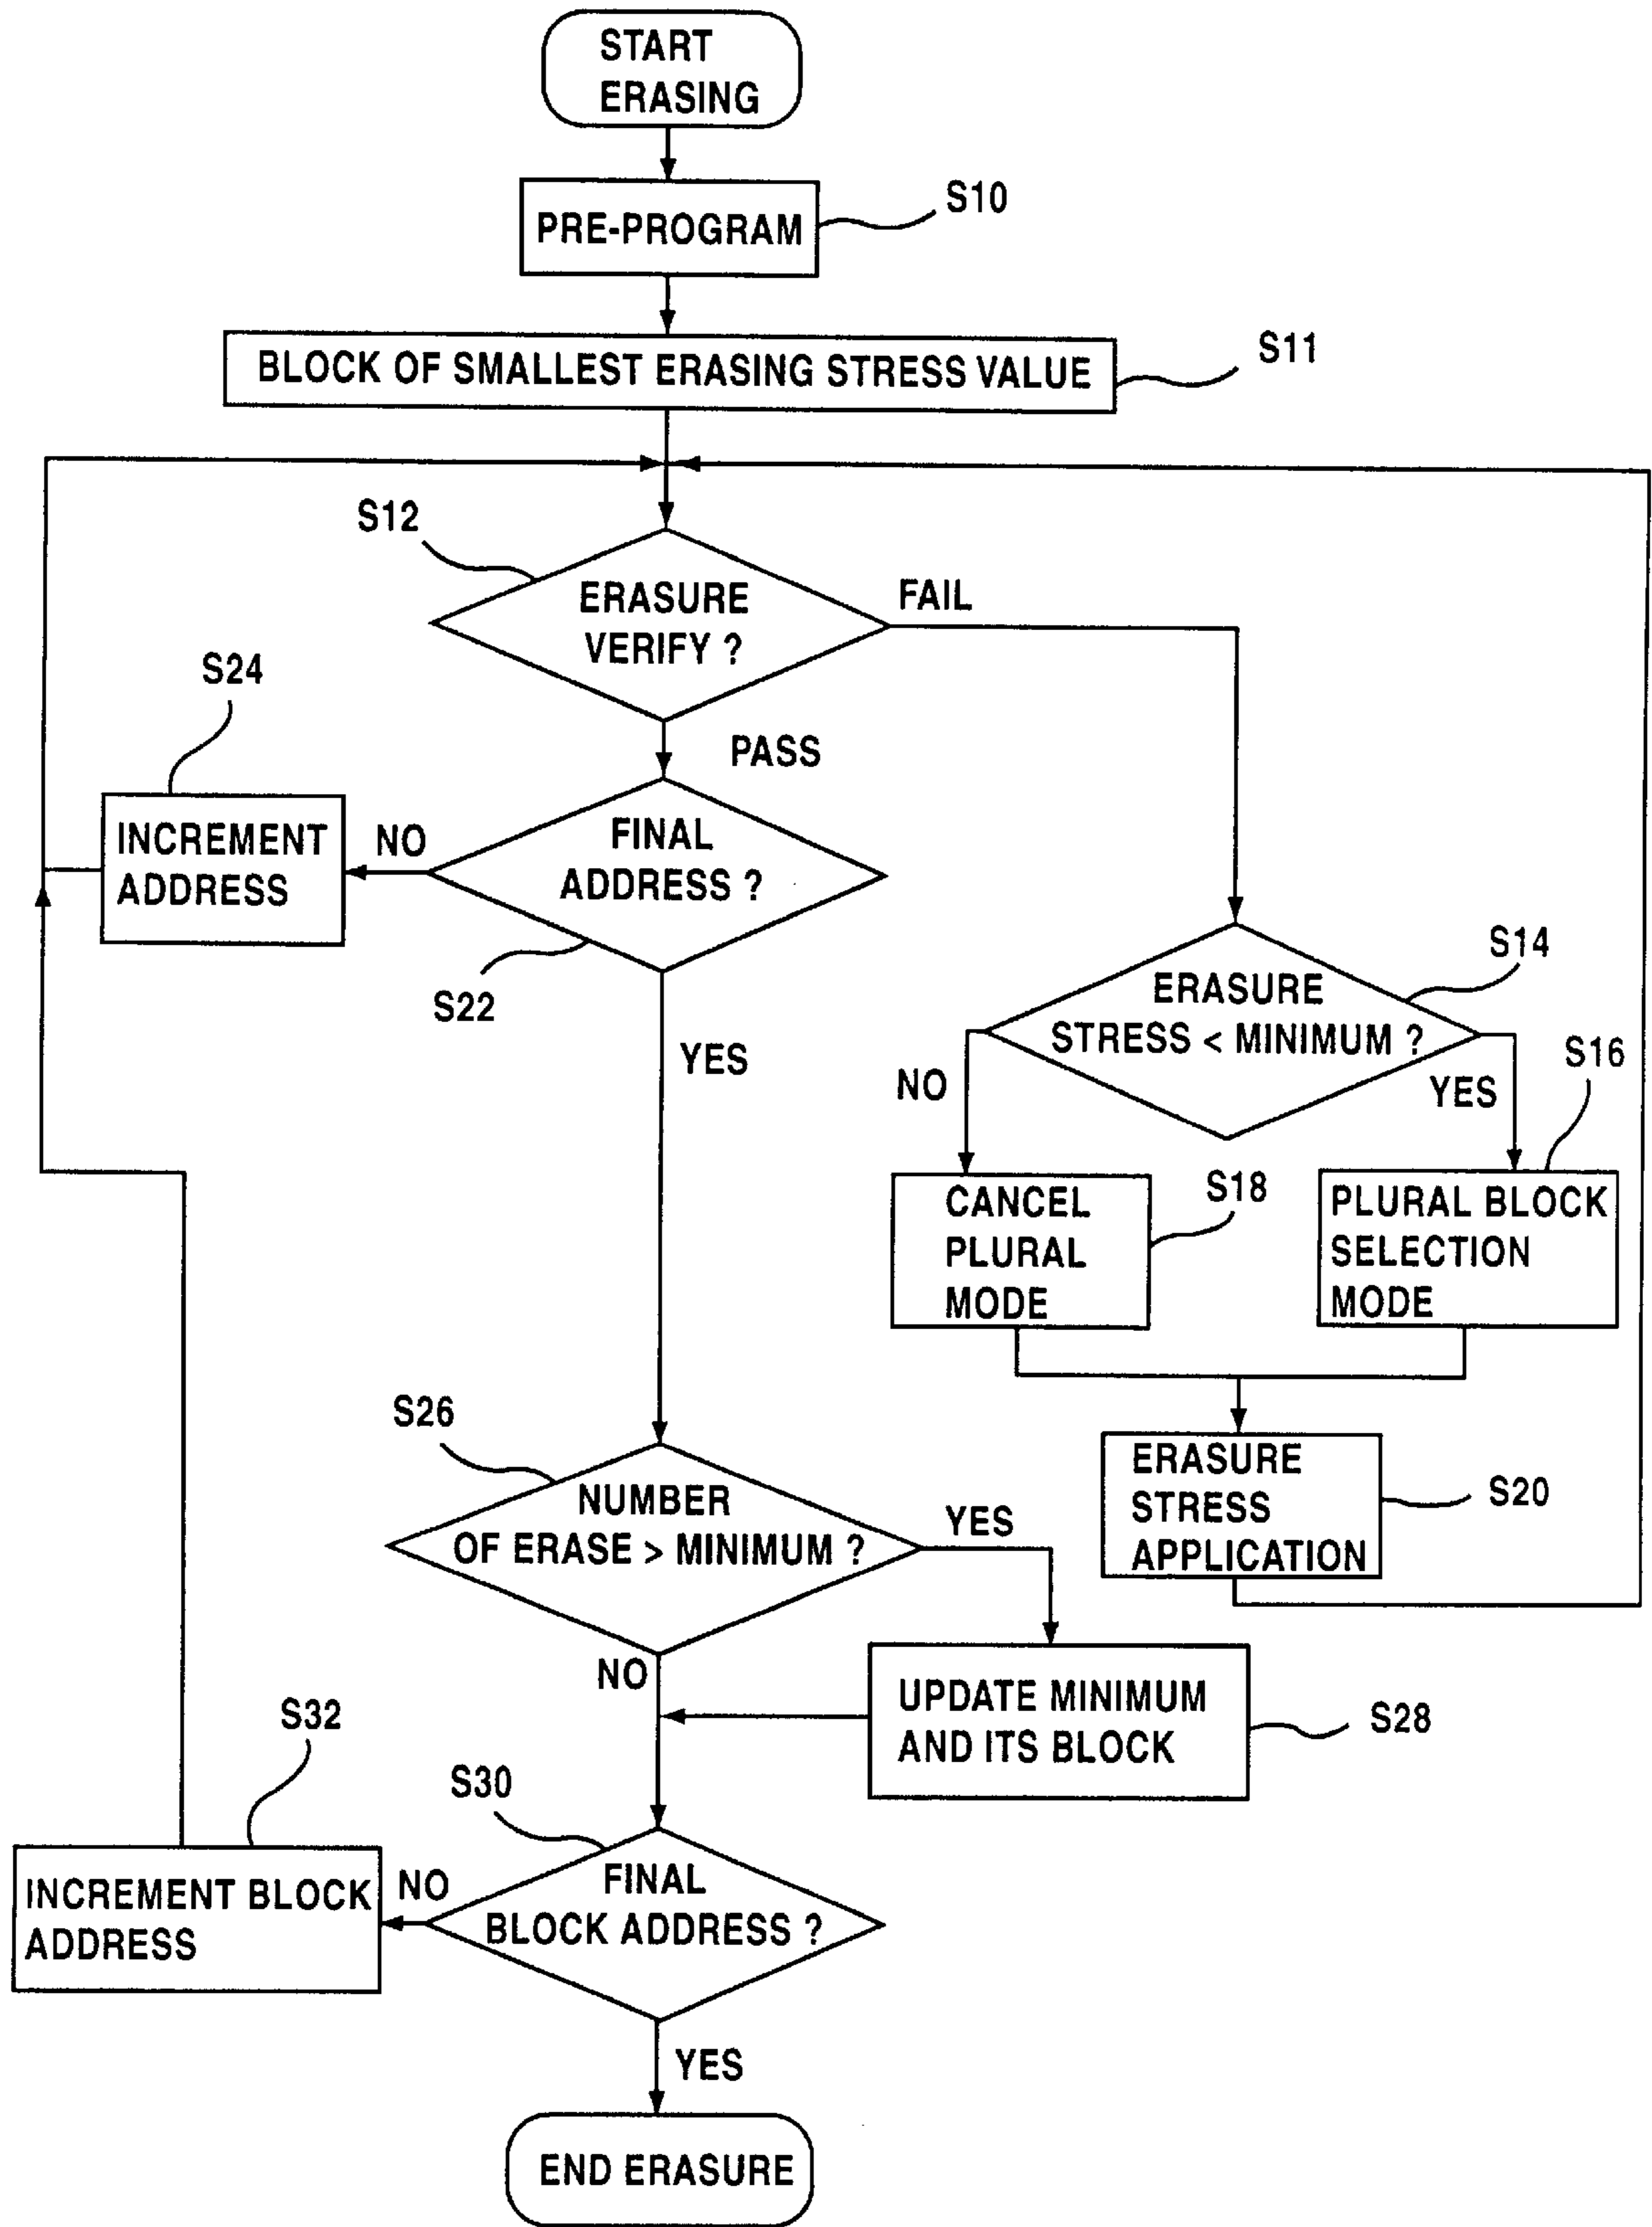 START
ERASING
S10
PRE-PROGRAM
S11
BLOCK OF SMALLEST ERASING STRESS VALUE
S12
ERASURE
VERIFY ?
FAIL
PASS
S24
INCREMENT
ADDRESS
NO
FINAL
ADDRESS ?
S22
YES
S14
ERASURE
STRESS < MINIMUM ?
NO
YES
S16
S18
CANCEL
PLURAL
MODE
PLURAL BLOCK
SELECTION
MODE
S26
NUMBER
OF ERASE > MINIMUM ?
YES
NO
ERASURE
STRESS
APPLICATION
S20
UPDATE MINIMUM
AND ITS BLOCK
S28
S32
S30
INCREMENT BLOCK
ADDRESS
NO
FINAL
BLOCK ADDRESS ?
YES
END ERASURE